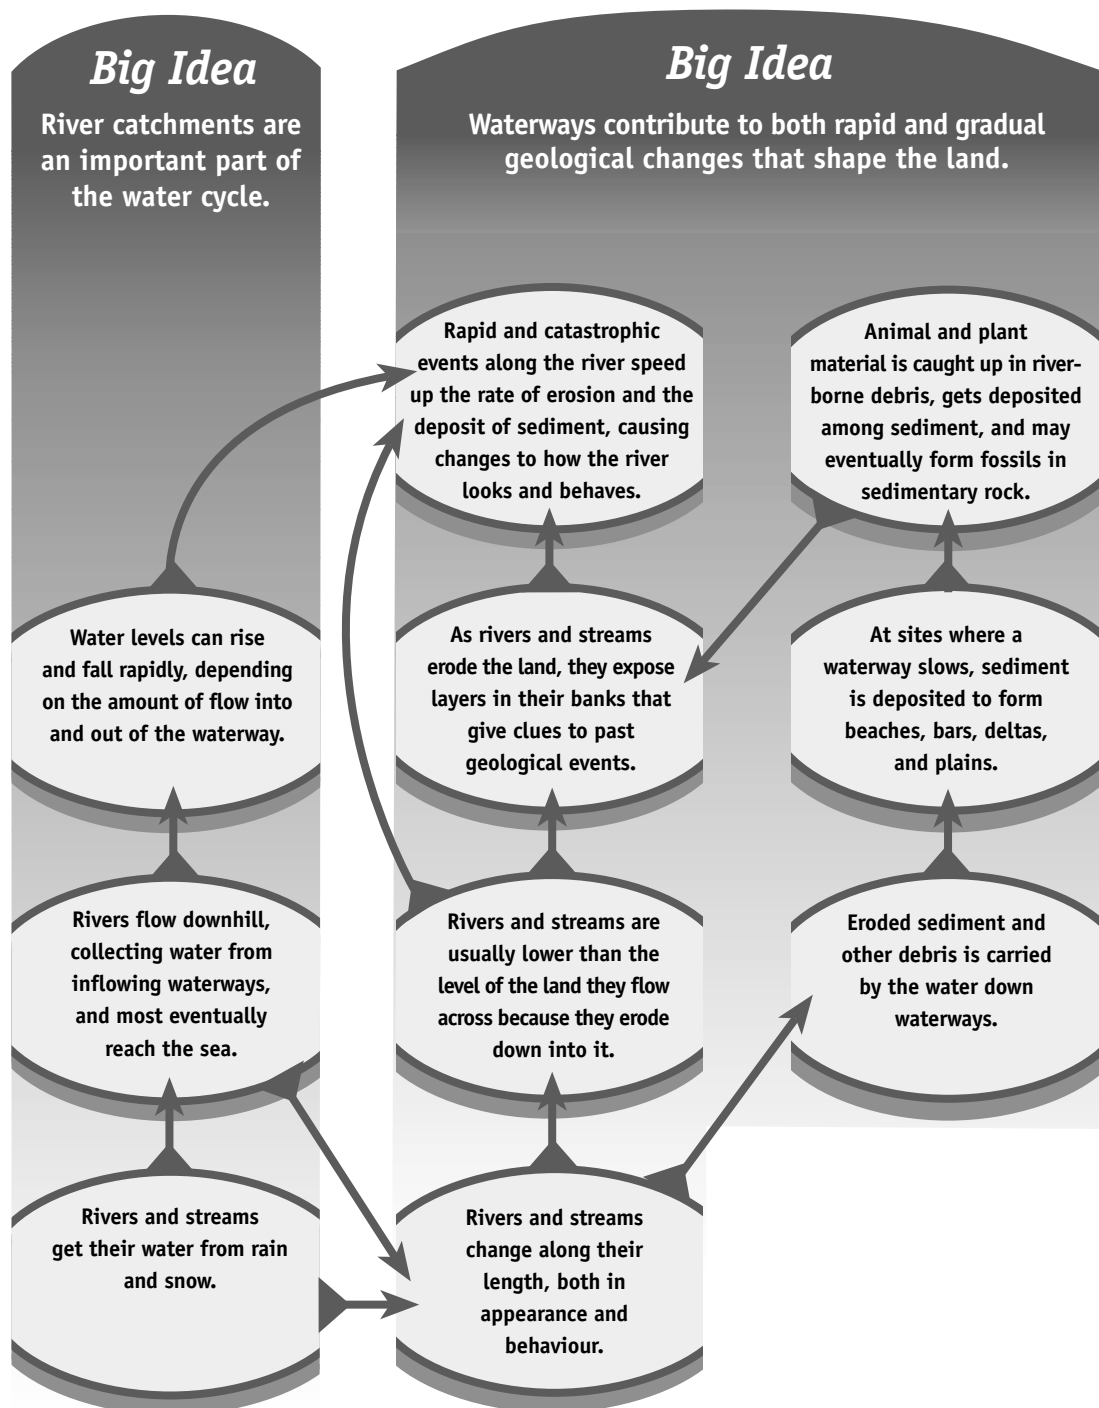 Big Idea
River catchments are
an important part of
the water cycle.
Big Idea
Waterways contribute to both rapid and gradual
geological changes that shape the land.
Rapid and catastrophic
events along the river speed
up the rate of erosion and the
deposit of sediment, causing
changes to how the river
looks and behaves.
Animal and plant
material is caught up in river-
borne debris, gets deposited
among sediment, and may
eventually form fossils in
sedimentary rock.
Water levels can rise
and fall rapidly, depending
on the amount of flow into
and out of the waterway.
As rivers and streams
erode the land, they expose
layers in their banks that
give clues to past
geological events.
At sites where a
waterway slows, sediment
is deposited to form
beaches, bars, deltas,
and plains.
Rivers flow downhill,
collecting water from
inflowing waterways,
and most eventually
reach the sea.
Rivers and streams are
usually lower than the
level of the land they flow
across because they erode
down into it.
Eroded sediment and
other debris is carried
by the water down
waterways.
Rivers and streams
get their water from rain
and snow.
Rivers and streams
change along their
length, both in
appearance and
behaviour.